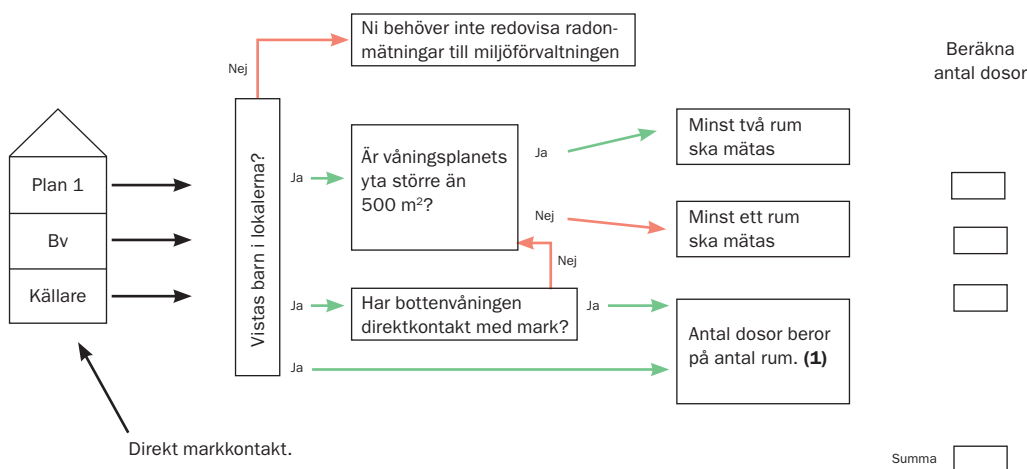 Ni behöver inte redovisa radon-
mätningar till miljöförvaltningen
Beräkna
antal dosor
Nej
Vistas barn i lokalerna?
Plan 1
Bv
Källare
Ja
Är våningsplanets
yta större än
500 m²?
Ja
Minst två rum
ska mätas
Nej
Minst ett rum
ska mätas
Nej
Ja
Har bottenvåningen
direktkontakt med mark?
Ja
Antal dosor beror
på antal rum. (1)
Ja
Direkt markkontakt.
Summa